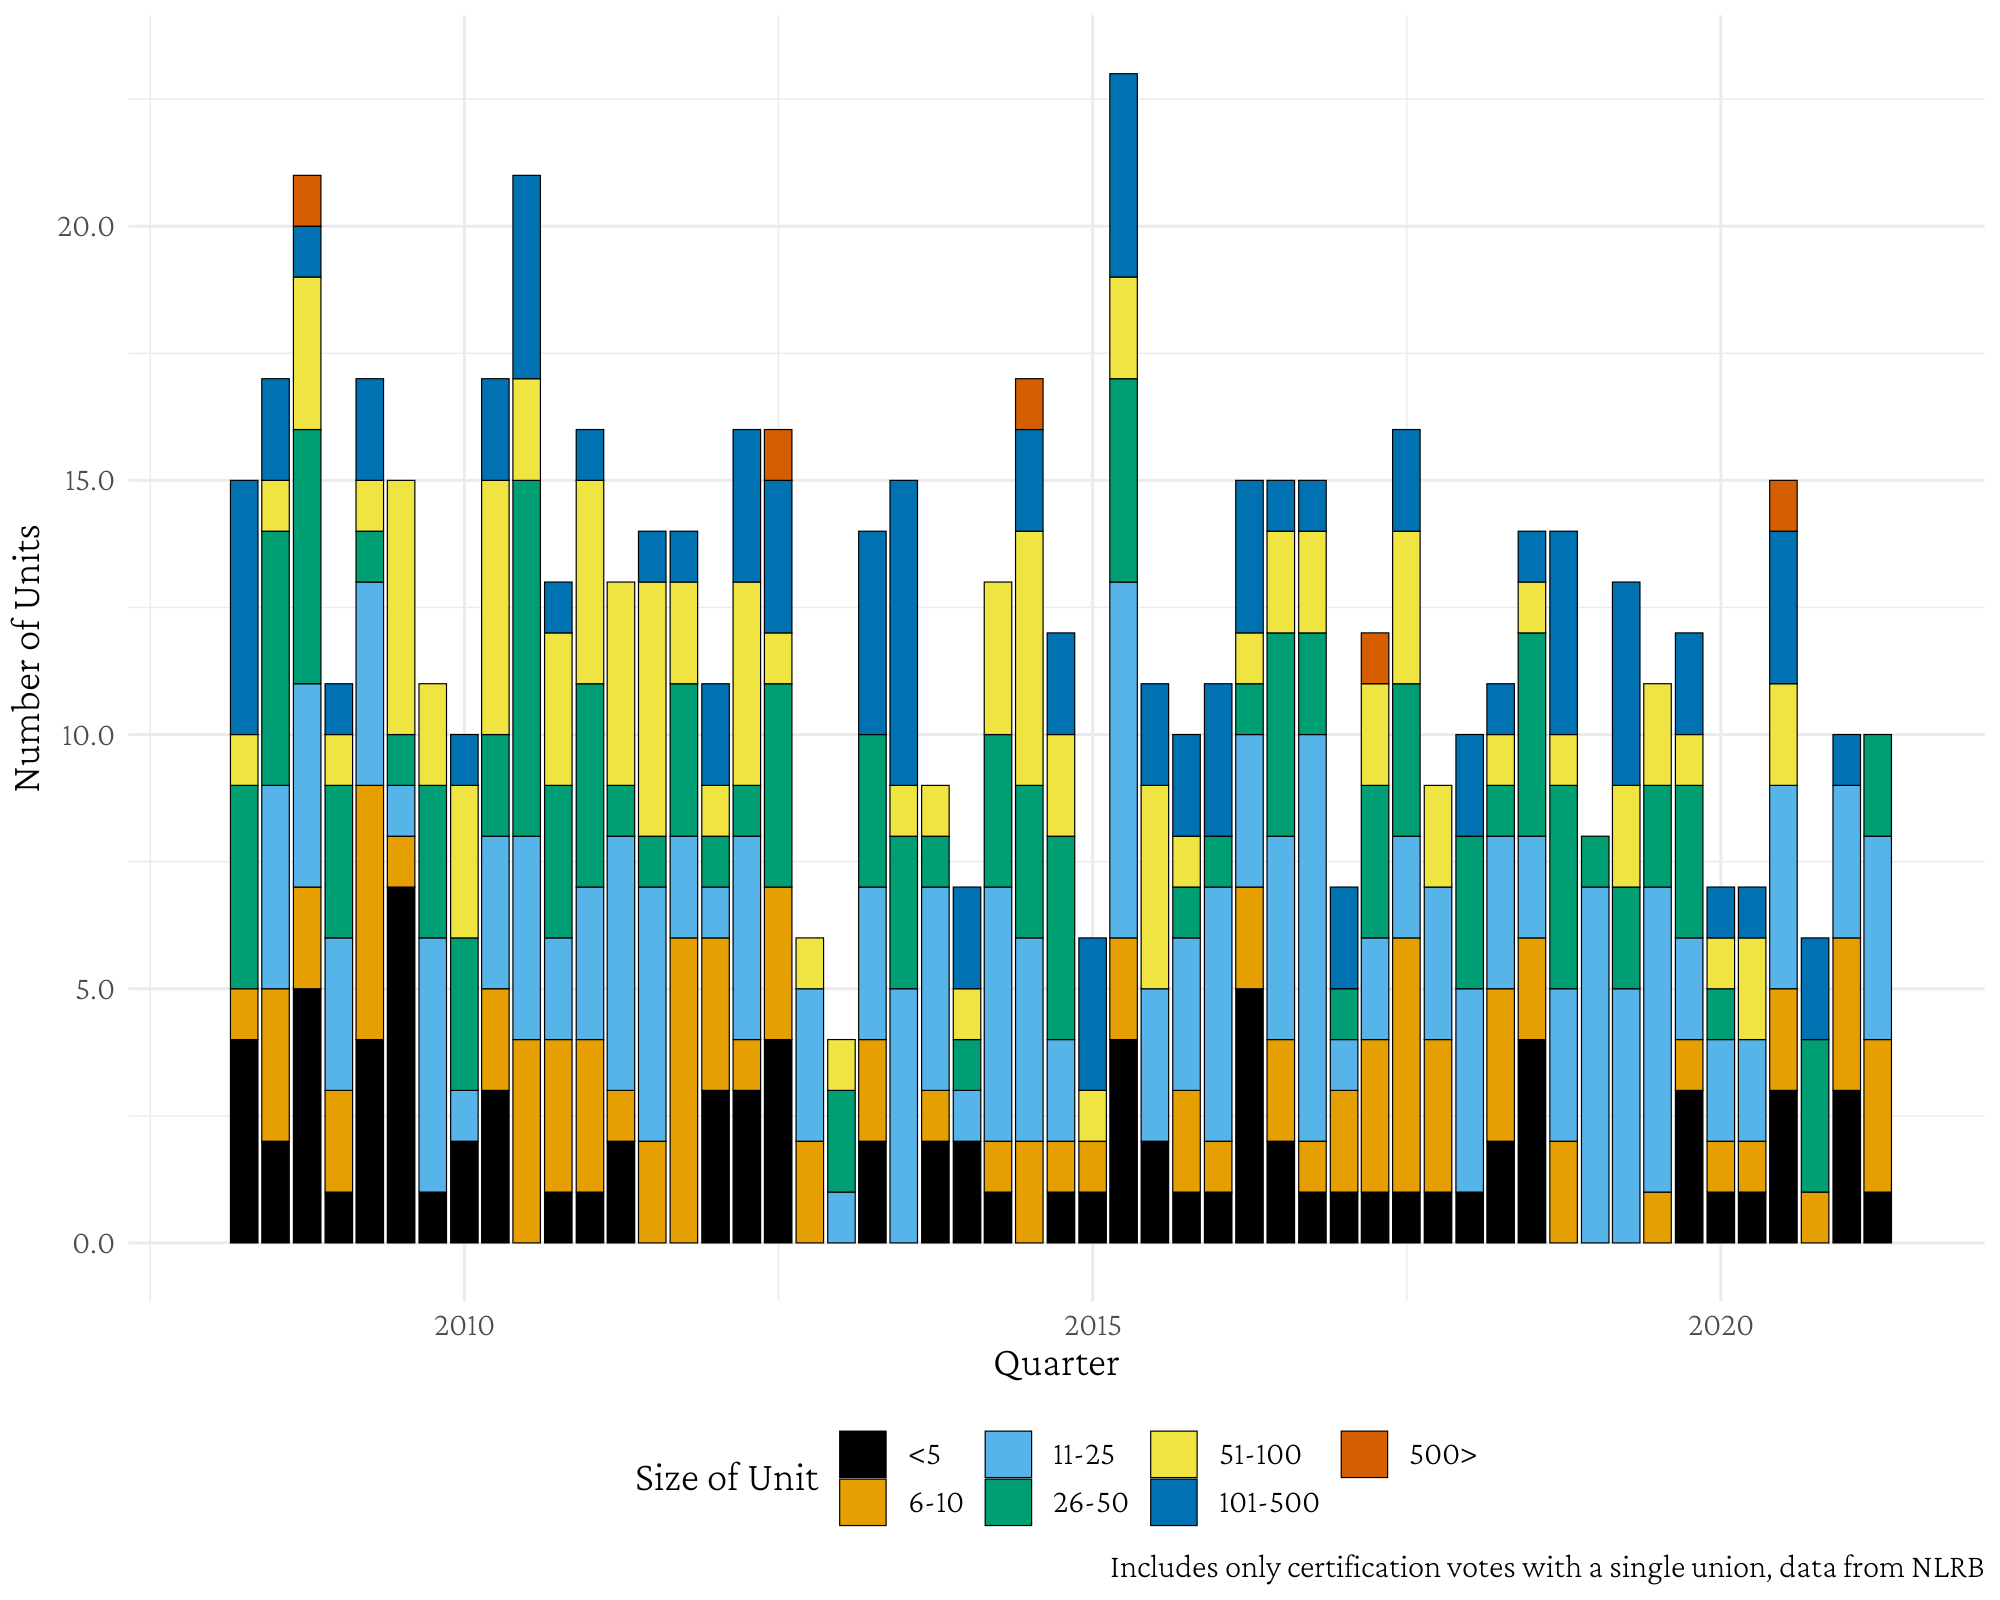 20.0
15.0
10.0
5.0
0.0
Number of Units
2010 2015 2020
Quarter
Size of Unit
<5 11-25 51-100 500>
6-10 26-50 101-500
Includes only certification votes with a single union, data from NLRB